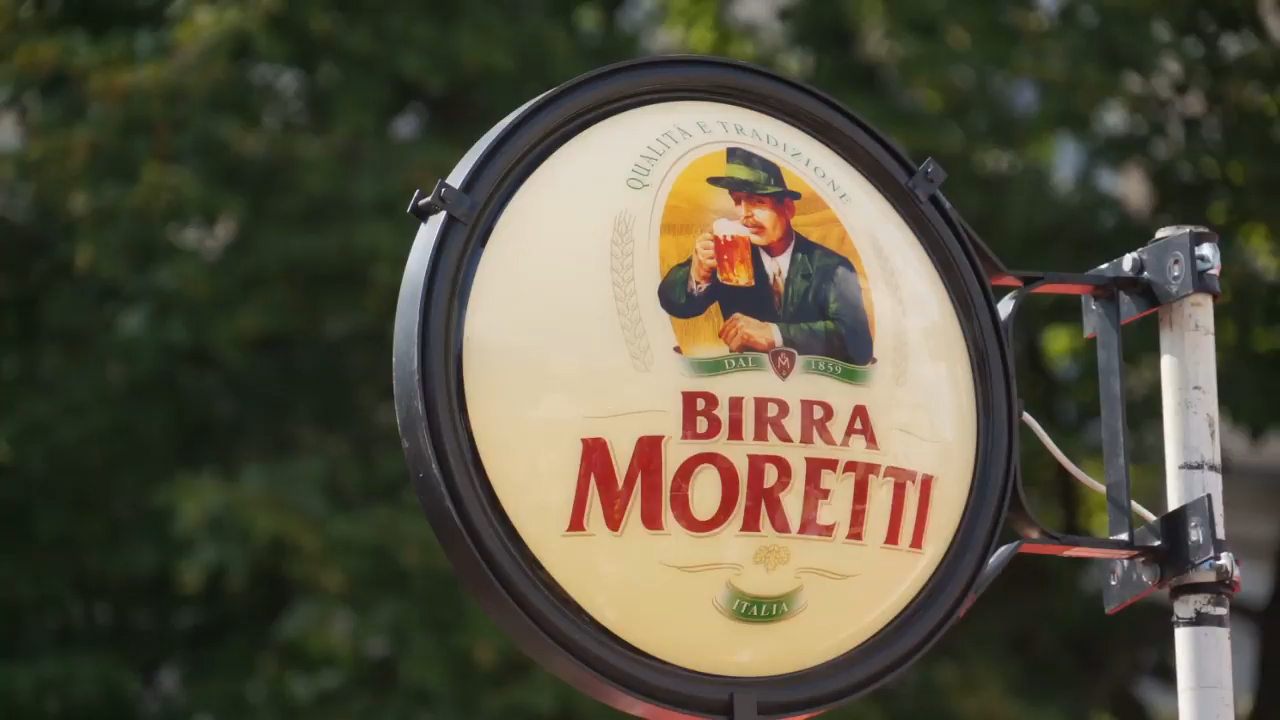 QUALITÀ E TRADIZIONE
DAL M 1859
BIRRA
MORETTI
ITALIA